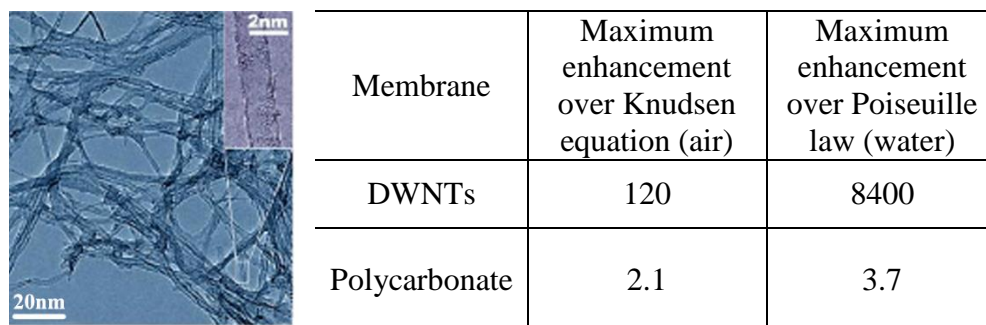 2nm
20nm
Maximum
enhancement
over Knudsen
equation (air)
Maximum
enhancement
over Poiseuille
law (water)
Membrane
DWNTs 120 8400
Polycarbonate 2.1 3.7